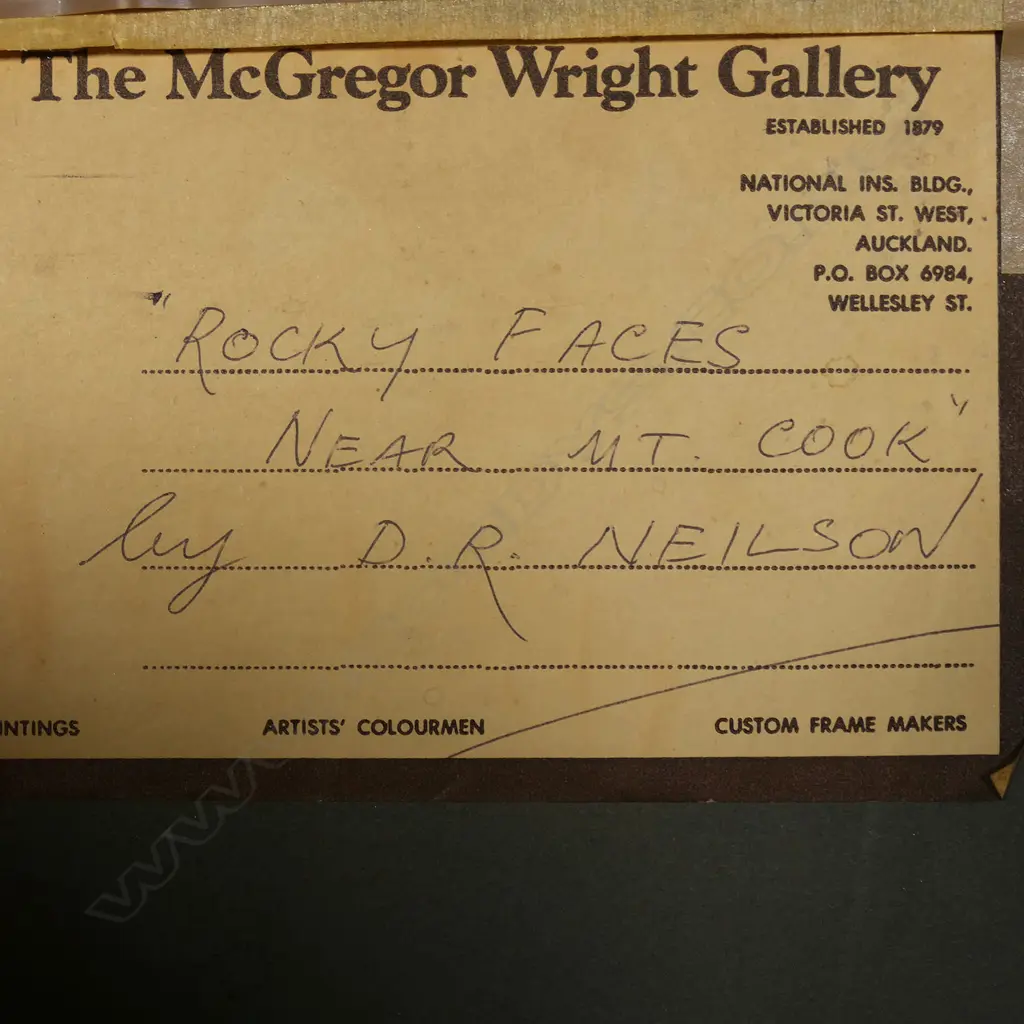 The McGregor Wright Gallery
ESTABLISHED 1879
NATIONAL INS. BLDG.,
VICTORIA ST. WEST,
AUCKLAND.
P.O. BOX 6984,
WELLESLEY ST.
"ROCKY FACES
NEAR MT. COOK"
by D.R. NEILSON
INTINGS ARTISTS' COLOURMEN CUSTOM FRAME MAKERS
www.